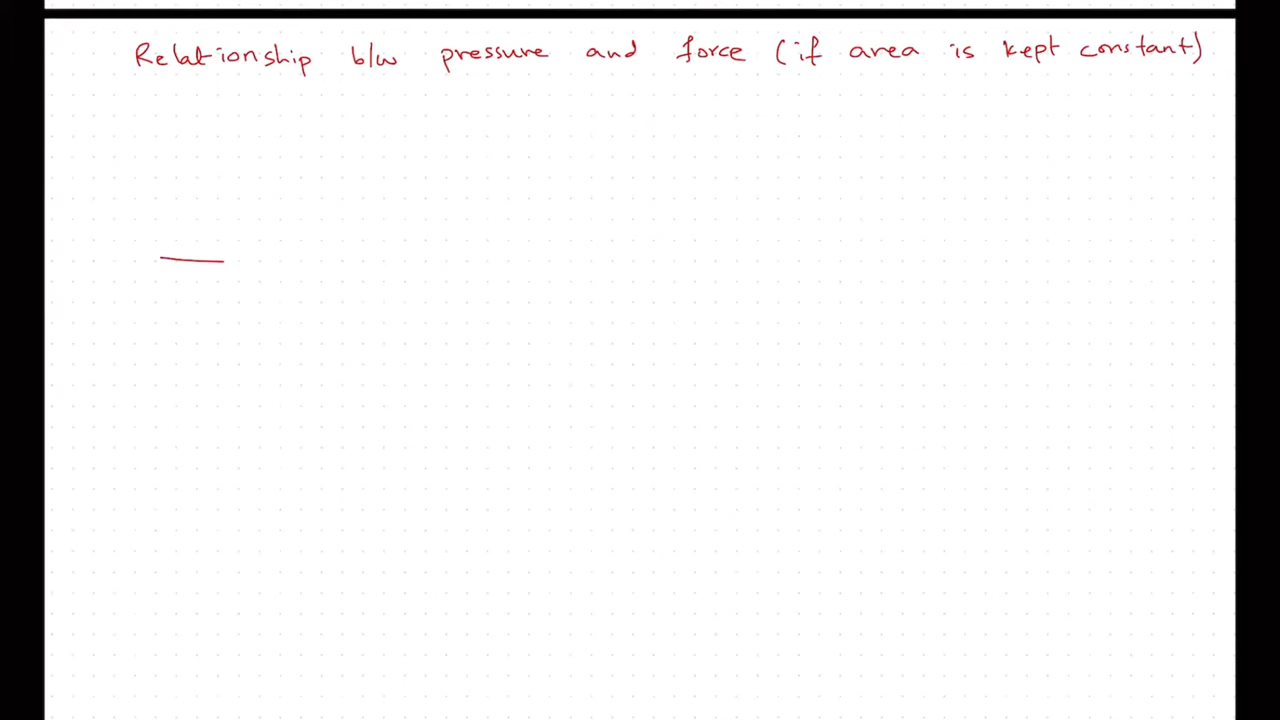 Relationship b/w pressure and force (if area is kept constant)